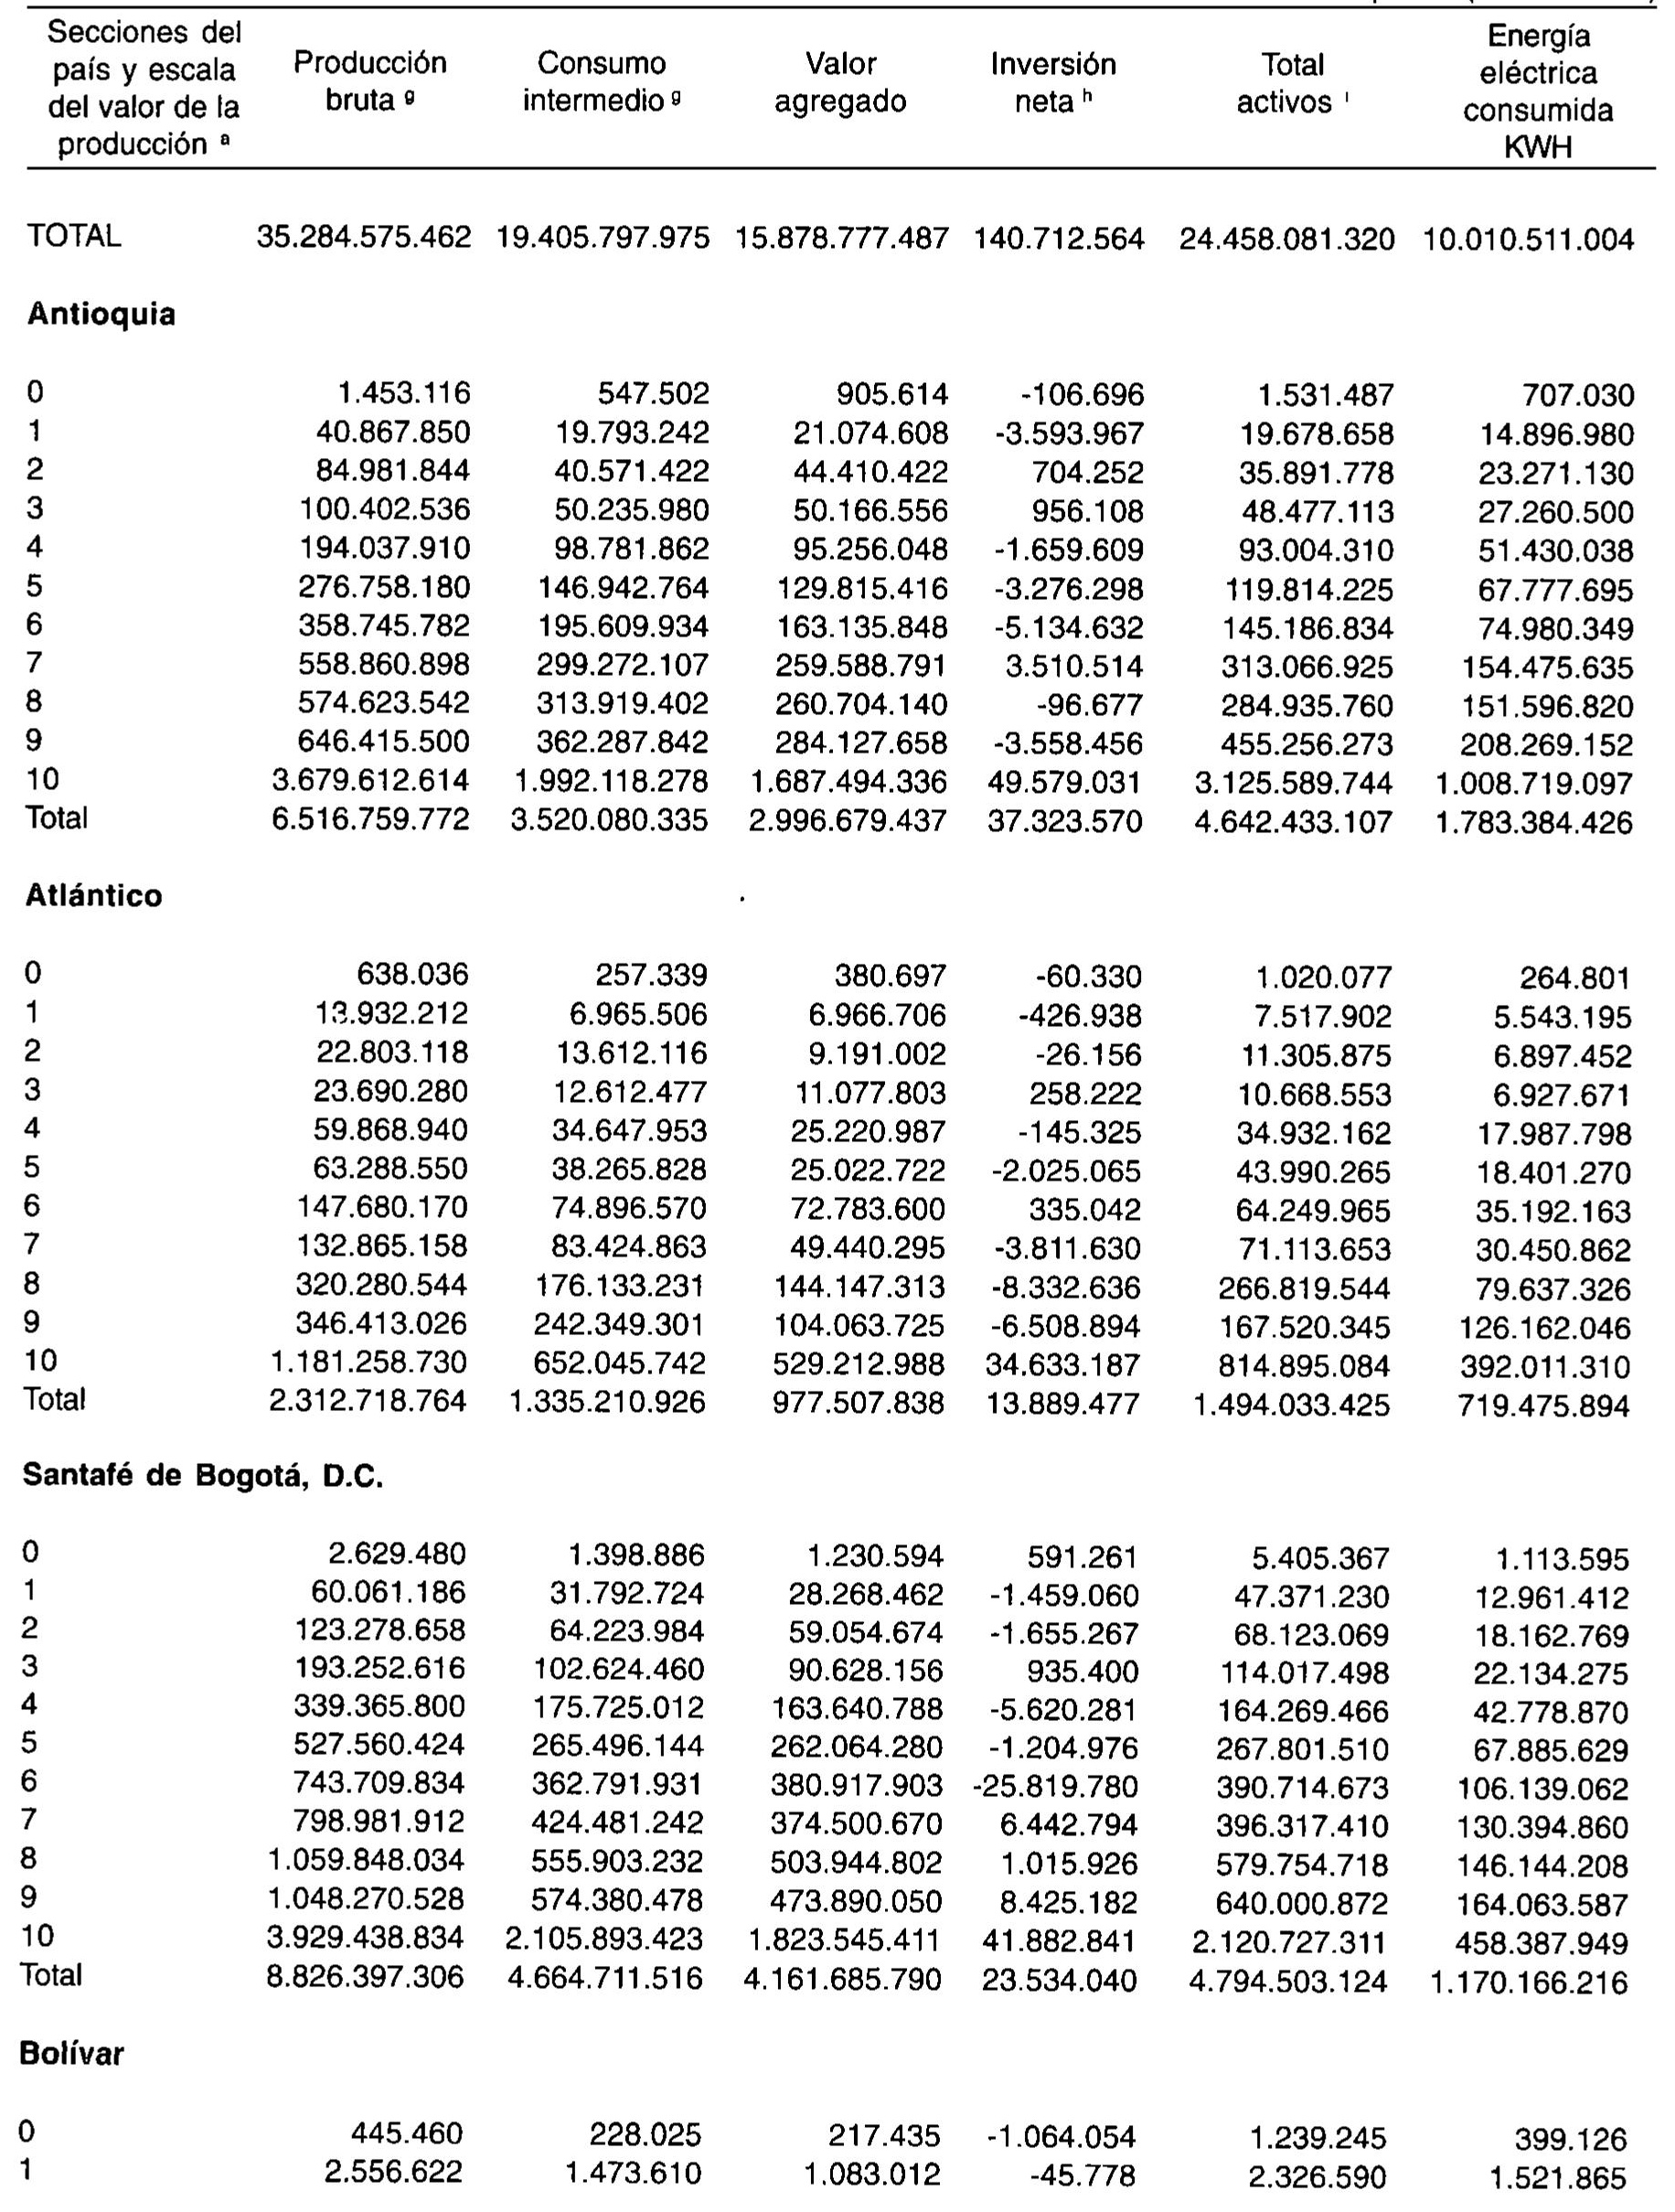 Secciones del país y escala del valor de la producción a Producción bruta g Consumo intermedio g Valor agregado Inversión neta h Total activos i Energía eléctrica consumida KWH
TOTAL 35.284.575.462 19.405.797.975 15.878.777.487 140.712.564 24.458.081.320 10.010.511.004
Antioquia
0 1.453.116 547.502 905.614 -106.696 1.531.487 707.030
1 40.867.850 19.793.242 21.074.608 -3.593.967 19.678.658 14.896.980
2 84.981.844 40.571.422 44.410.422 704.252 35.891.778 23.271.130
3 100.402.536 50.235.980 50.166.556 956.108 48.477.113 27.260.500
4 194.037.910 98.781.862 95.256.048 -1.659.609 93.004.310 51.430.038
5 276.758.180 146.942.764 129.815.416 -3.276.298 119.814.225 67.777.695
6 358.745.782 195.609.934 163.135.848 -5.134.632 145.186.834 74.980.349
7 558.860.898 299.272.107 259.588.791 3.510.514 313.066.925 154.475.635
8 574.623.542 313.919.402 260.704.140 -96.677 284.935.760 151.596.820
9 646.415.500 362.287.842 284.127.658 -3.558.456 455.256.273 208.269.152
10 3.679.612.614 1.992.118.278 1.687.494.336 49.579.031 3.125.589.744 1.008.719.097
Total 6.516.759.772 3.520.080.335 2.996.679.437 37.323.570 4.642.433.107 1.783.384.426
Atlántico
0 638.036 257.339 380.697 -60.330 1.020.077 264.801
1 13.932.212 6.965.506 6.966.706 -426.938 7.517.902 5.543.195
2 22.803.118 13.612.116 9.191.002 -26.156 11.305.875 6.897.452
3 23.690.280 12.612.477 11.077.803 258.222 10.668.553 6.927.671
4 59.868.940 34.647.953 25.220.987 -145.325 34.932.162 17.987.798
5 63.288.550 38.265.828 25.022.722 -2.025.065 43.990.265 18.401.270
6 147.680.170 74.896.570 72.783.600 335.042 64.249.965 35.192.163
7 132.865.158 83.424.863 49.440.295 -3.811.630 71.113.653 30.450.862
8 320.280.544 176.133.231 144.147.313 -8.332.636 266.819.544 79.637.326
9 346.413.026 242.349.301 104.063.725 -6.508.894 167.520.345 126.162.046
10 1.181.258.730 652.045.742 529.212.988 34.633.187 814.895.084 392.011.310
Total 2.312.718.764 1.335.210.926 977.507.838 13.889.477 1.494.033.425 719.475.894
Santafé de Bogotá, D.C.
0 2.629.480 1.398.886 1.230.594 591.261 5.405.367 1.113.595
1 60.061.186 31.792.724 28.268.462 -1.459.060 47.371.230 12.961.412
2 123.278.658 64.223.984 59.054.674 -1.655.267 68.123.069 18.162.769
3 193.252.616 102.624.460 90.628.156 935.400 114.017.498 22.134.275
4 339.365.800 175.725.012 163.640.788 -5.620.281 164.269.466 42.778.870
5 527.560.424 265.496.144 262.064.280 -1.204.976 267.801.510 67.885.629
6 743.709.834 362.791.931 380.917.903 -25.819.780 390.714.673 106.139.062
7 798.981.912 424.481.242 374.500.670 6.442.794 396.317.410 130.394.860
8 1.059.848.034 555.903.232 503.944.802 1.015.926 579.754.718 146.144.208
9 1.048.270.528 574.380.478 473.890.050 8.425.182 640.000.872 164.063.587
10 3.929.438.834 2.105.893.423 1.823.545.411 41.882.841 2.120.727.311 458.387.949
Total 8.826.397.306 4.664.711.516 4.161.685.790 23.534.040 4.794.503.124 1.170.166.216
Bolívar
0 445.460 228.025 217.435 -1.064.054 1.239.245 399.126
1 2.556.622 1.473.610 1.083.012 -45.778 2.326.590 1.521.865